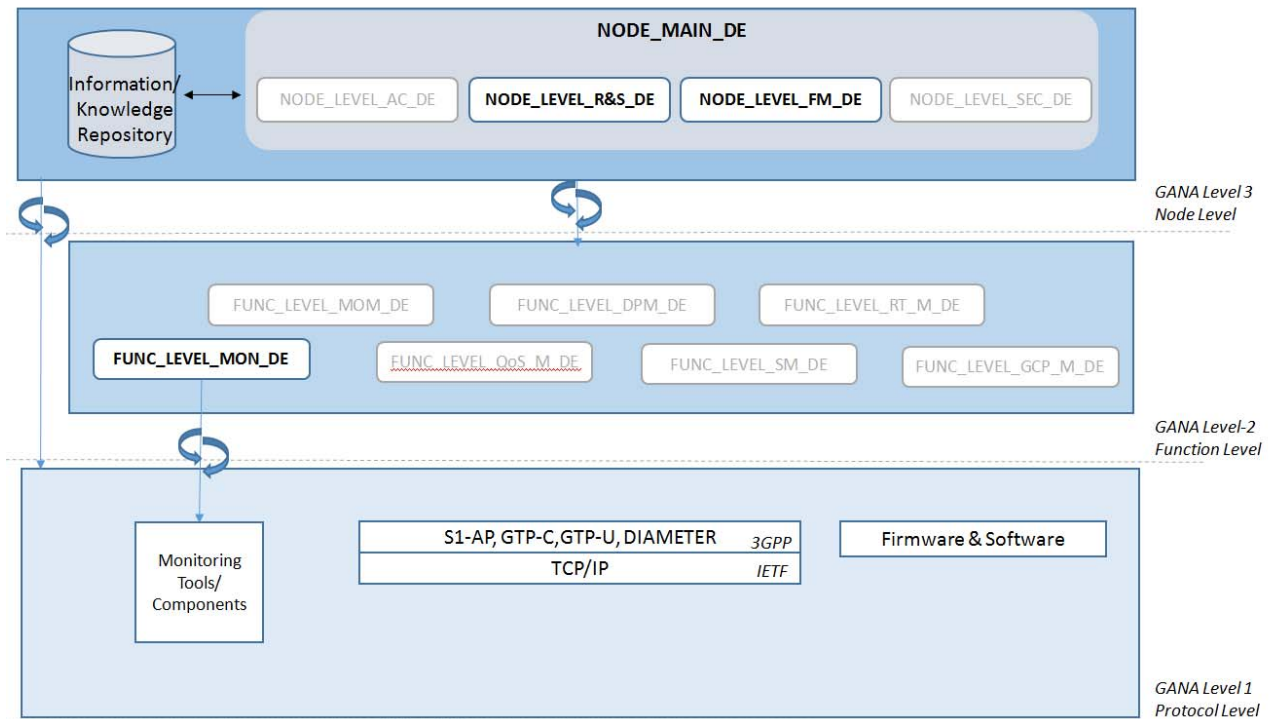 NODE_MAIN_DE
Information/
Knowledge
Repository
NODE_LEVEL_AC_DE
NODE_LEVEL_R&S_DE
NODE_LEVEL_FM_DE
NODE_LEVEL_SEC_DE
GANA Level 3
Node Level
FUNC_LEVEL_MOM_DE
FUNC_LEVEL_DPM_DE
FUNC_LEVEL_RT_M_DE
FUNC_LEVEL_MON_DE
FUNC_LEVEL_QoS_M_DE
FUNC_LEVEL_SM_DE
FUNC_LEVEL_GCP_M_DE
GANA Level-2
Function Level
Monitoring
Tools/
Components
S1-AP, GTP-C,GTP-U, DIAMETER 3GPP
TCP/IP IETF
Firmware & Software
GANA Level 1
Protocol Level